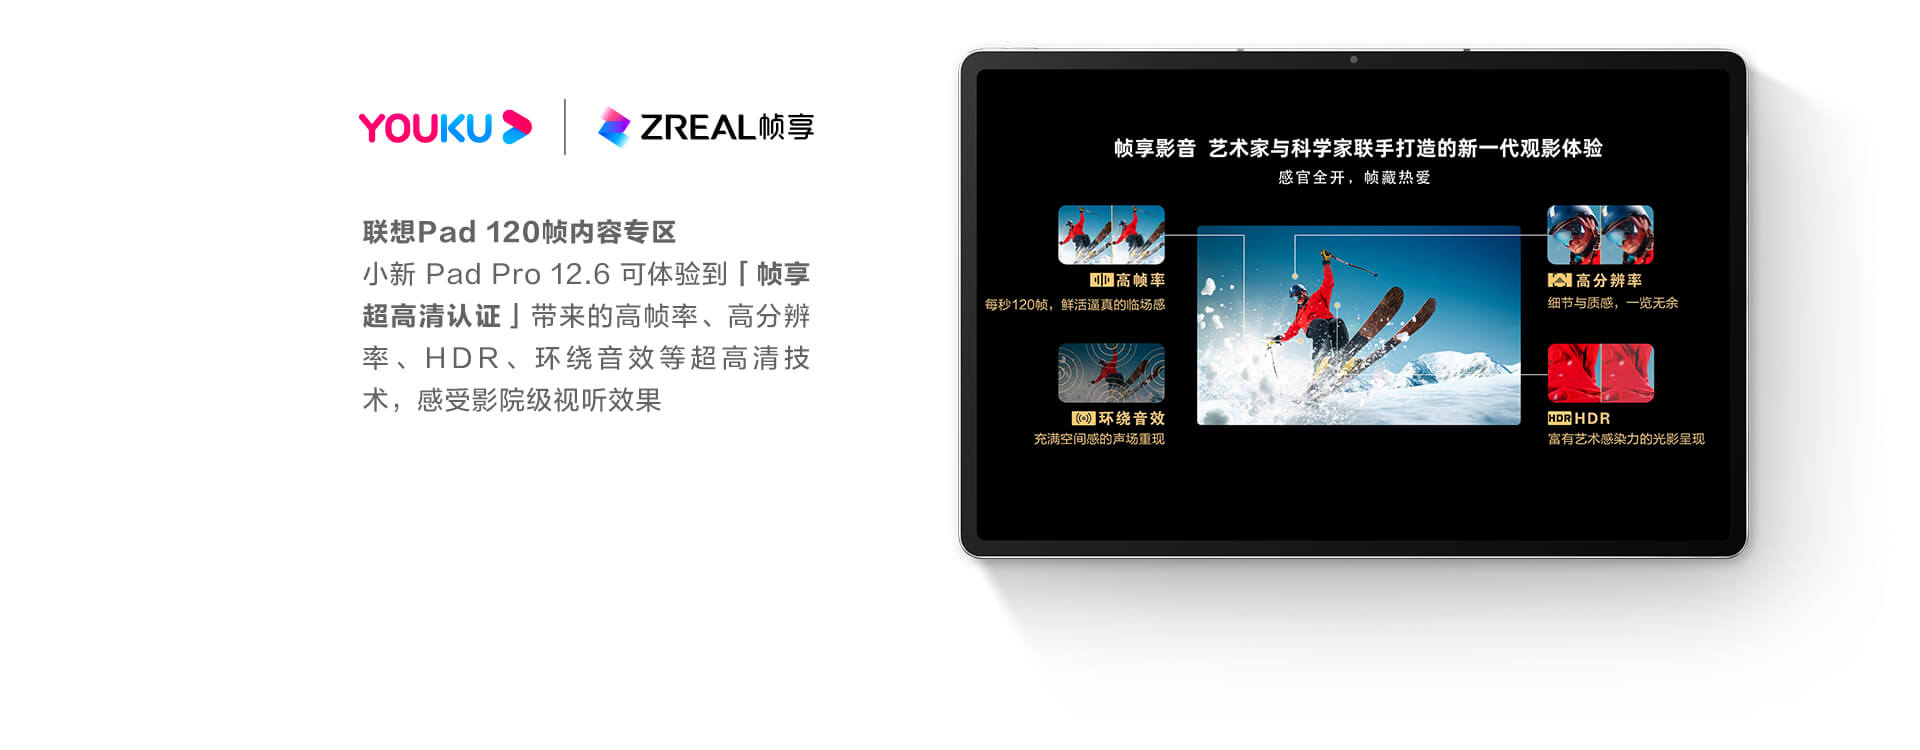 YOUKU
ZREAL帧享
联想Pad 120帧内容专区
小新 Pad Pro 12.6 可体验到「帧享
超高清认证」带来的高帧率、高分辨
率、HDR、环绕音效等超高清技
术，感受影院级视听效果
帧享影音 艺术家与科学家联手打造的新一代观影体验
感官全开，帧藏热爱
高帧率
每秒120帧，鲜活逼真的临场感
高分辨率
细节与质感，一览无余
环绕音效
充满空间感的声场重现
HDR HDR
富有艺术感染力的光影呈现